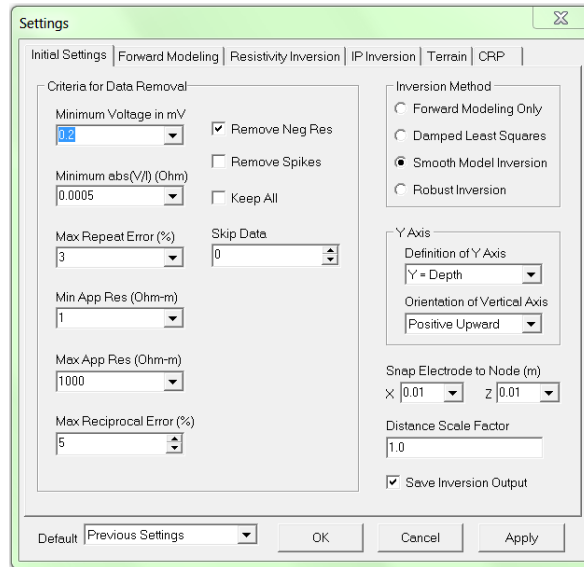 Settings
Initial Settings
Forward Modeling
Resistivity Inversion
IP Inversion
Terrain
CRP
Criteria for Data Removal
Minimum Voltage in mV
0.2
Minimum abs(V/I) (Ohm)
0.0005
Max Repeat Error (%)
3
Min App Res (Ohm-m)
1
Max App Res (Ohm-m)
1000
Max Reciprocal Error (%)
5
Remove Neg Res
Remove Spikes
Keep All
Skip Data
0
Inversion Method
Forward Modeling Only
Damped Least Squares
Smooth Model Inversion
Robust Inversion
Y Axis
Definition of Y Axis
Y = Depth
Orientation of Vertical Axis
Positive Upward
Snap Electrode to Node (m)
X 0.01 Z 0.01
Distance Scale Factor
1.0
Save Inversion Output
Default Previous Settings
OK
Cancel
Apply